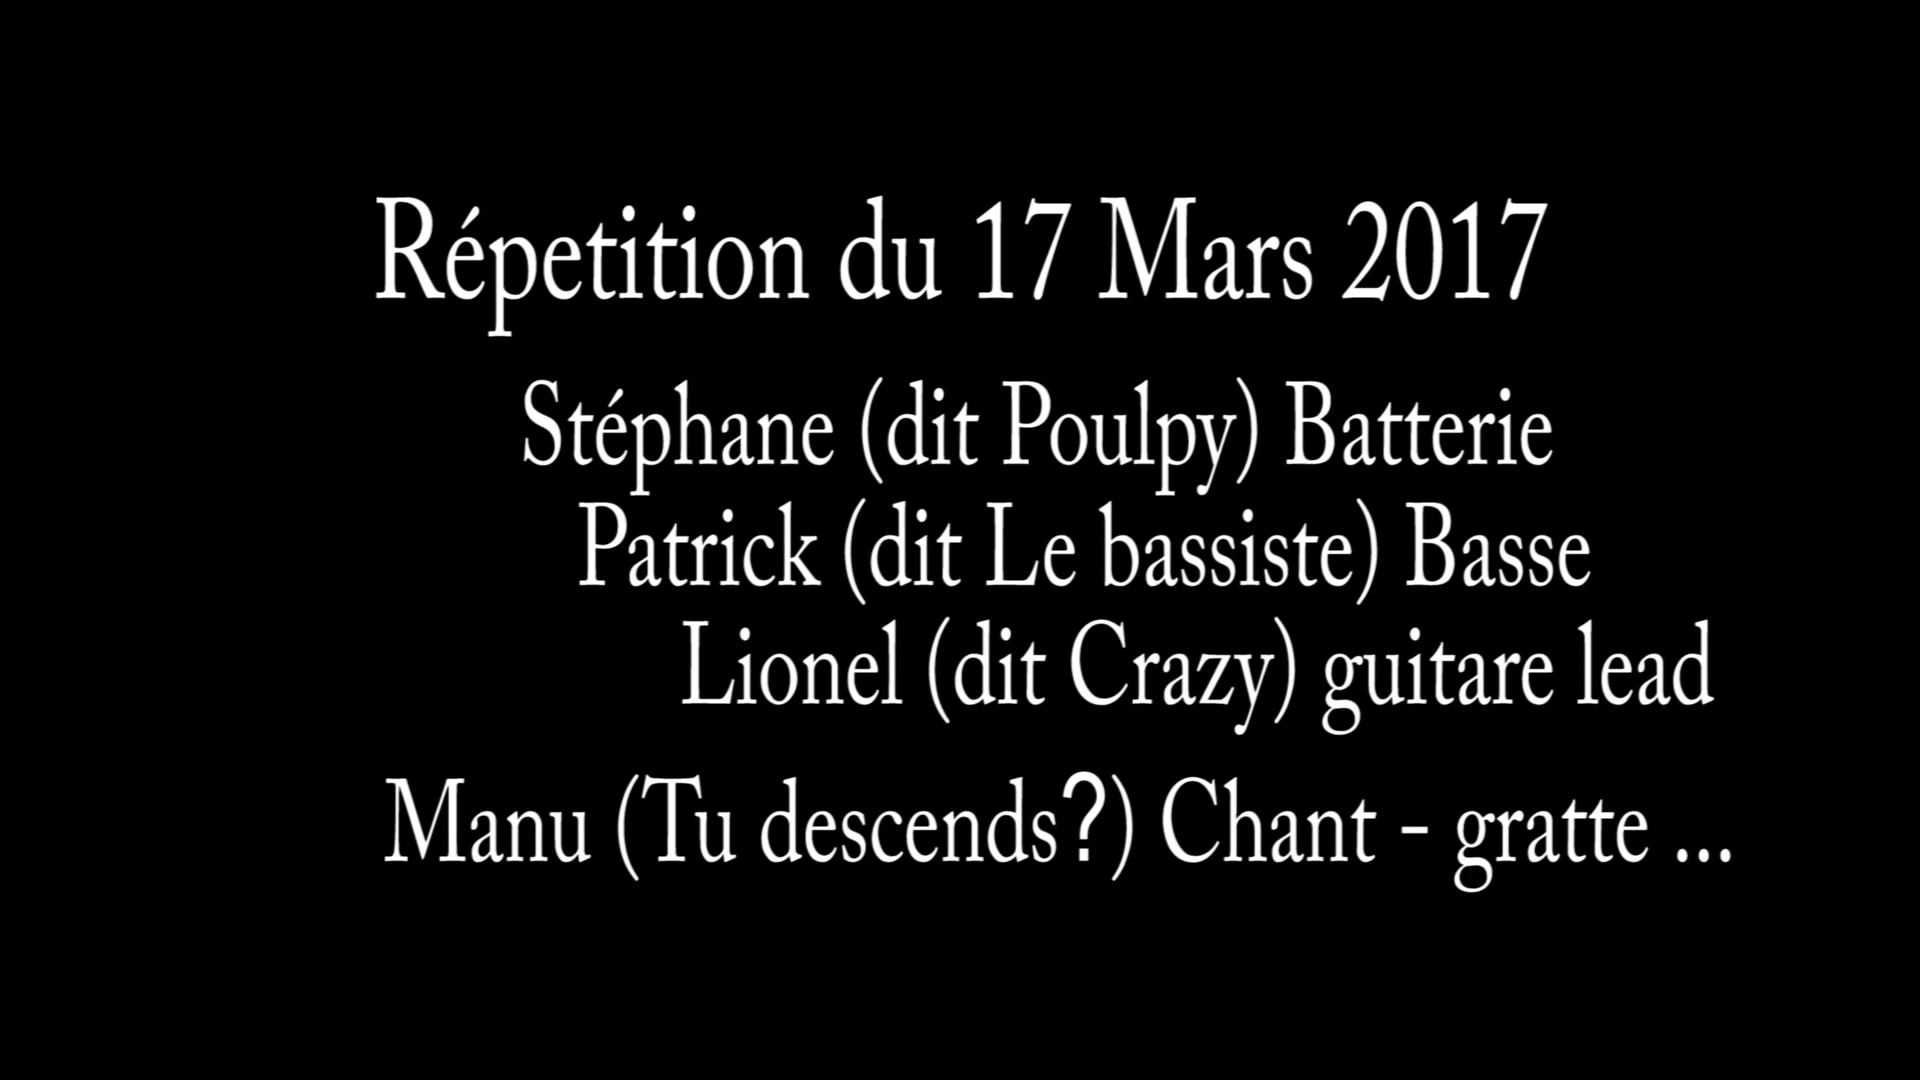 Répetition du 17 Mars 2017
Stéphane (dit Poulpy) Batterie
Patrick (dit Le bassiste) Basse
Lionel (dit Crazy) guitare lead
Manu (Tu descends?) Chant - gratte ...